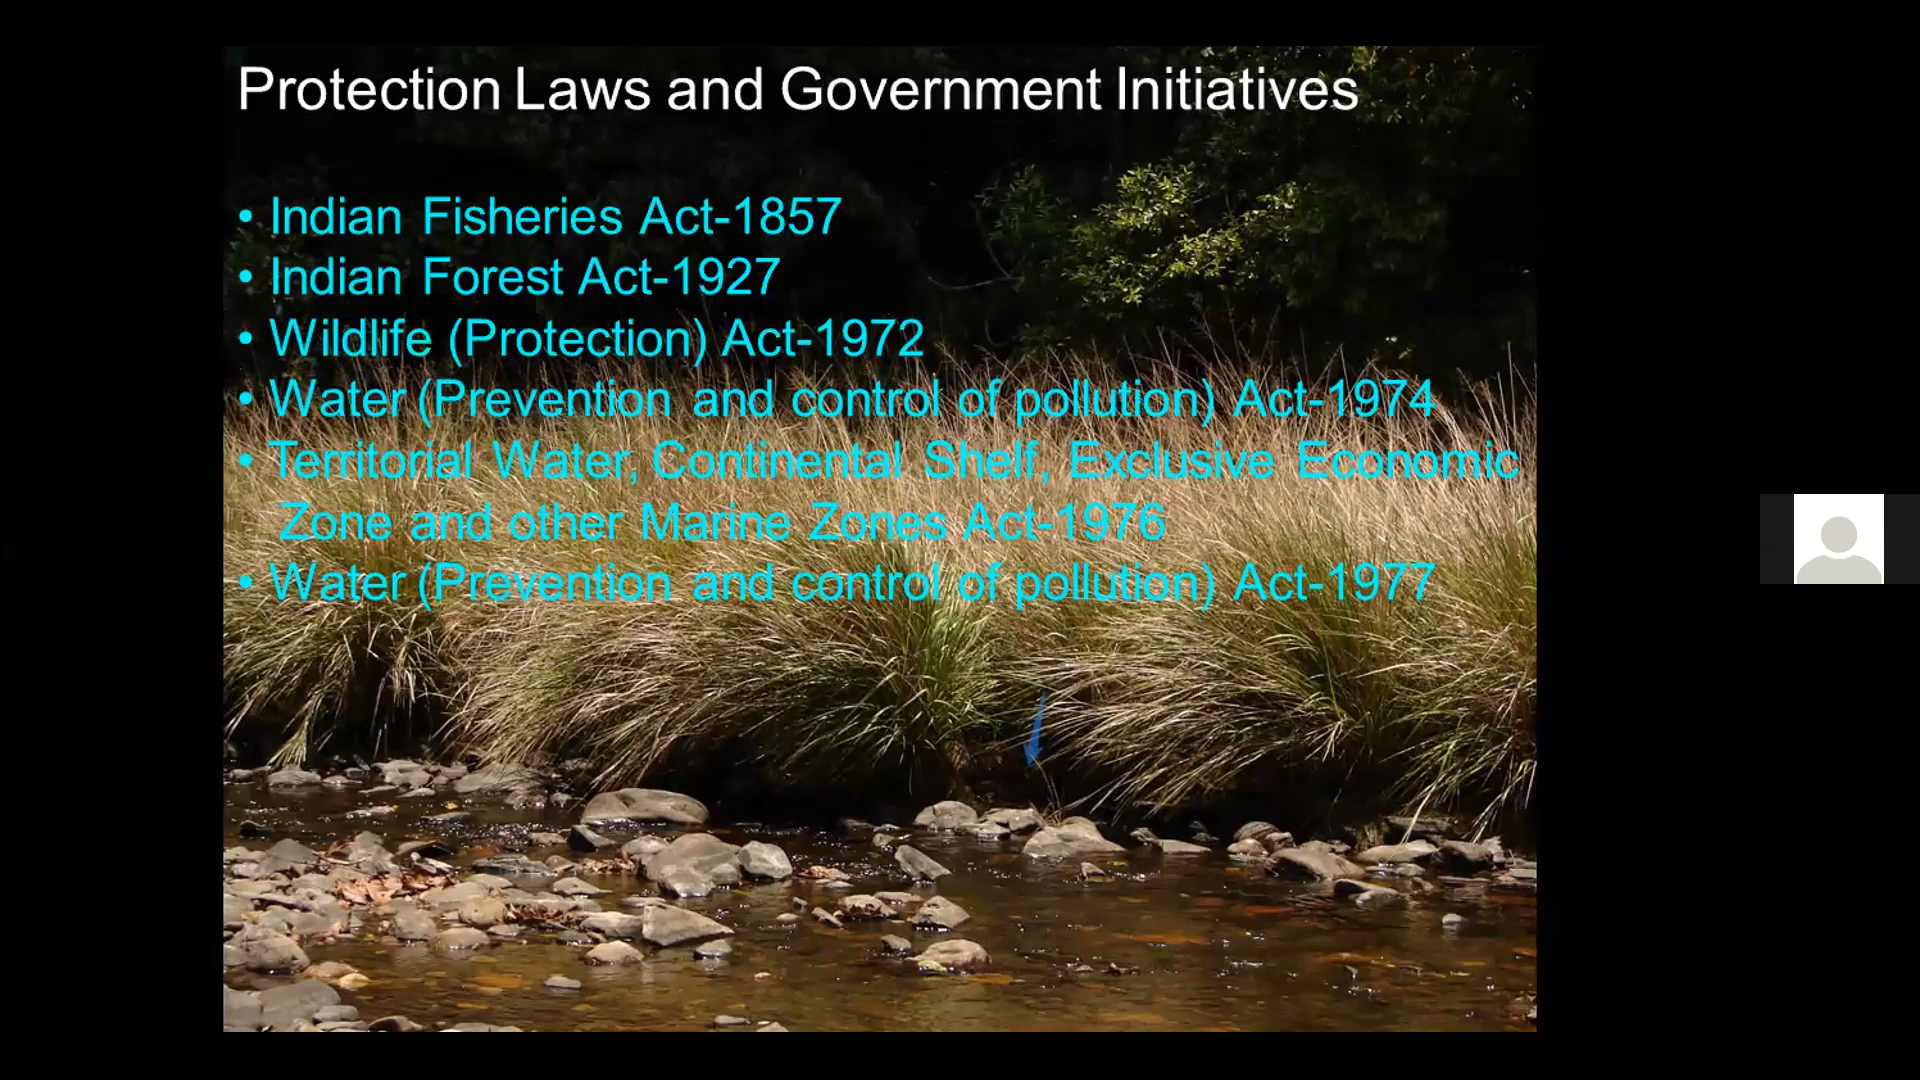 Protection Laws and Government Initiatives
• Indian Fisheries Act-1857
• Indian Forest Act-1927
• Wildlife (Protection) Act-1972
• Water (Prevention and control of pollution) Act-1974
• Territorial Water, Continental Shelf, Exclusive Economic
Zone and other Marine Zones Act-1976
• Water (Prevention and control of pollution) Act-1977